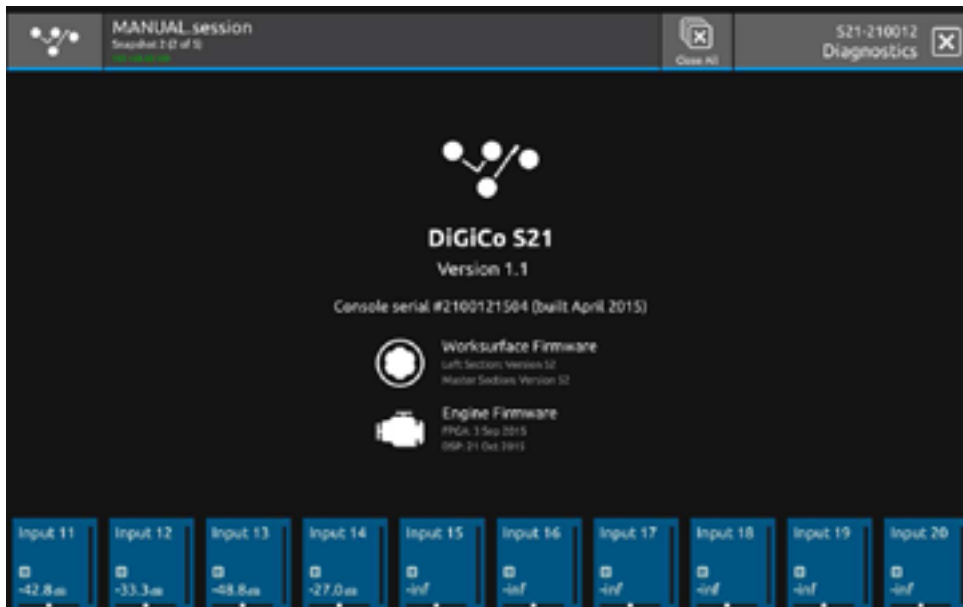 MANUAL.session
Snapshot 2 (2 of 5)
Close All
S21-210012
Diagnostics
DiGiCo S21
Version 1.1
Console serial #2100121504 (built April 2015)
Worksurface Firmware
Left Section: Version 52
Master Section: Version 52
Engine Firmware
FPGA: 3 Sep 2015
DSP: 21 Oct 2015
Input 11 Input 12 Input 13 Input 14 Input 15 Input 16 Input 17 Input 18 Input 19 Input 20
-42.8dB -33.3dB -48.8dB -27.0dB -inf -inf -inf -inf -inf -inf